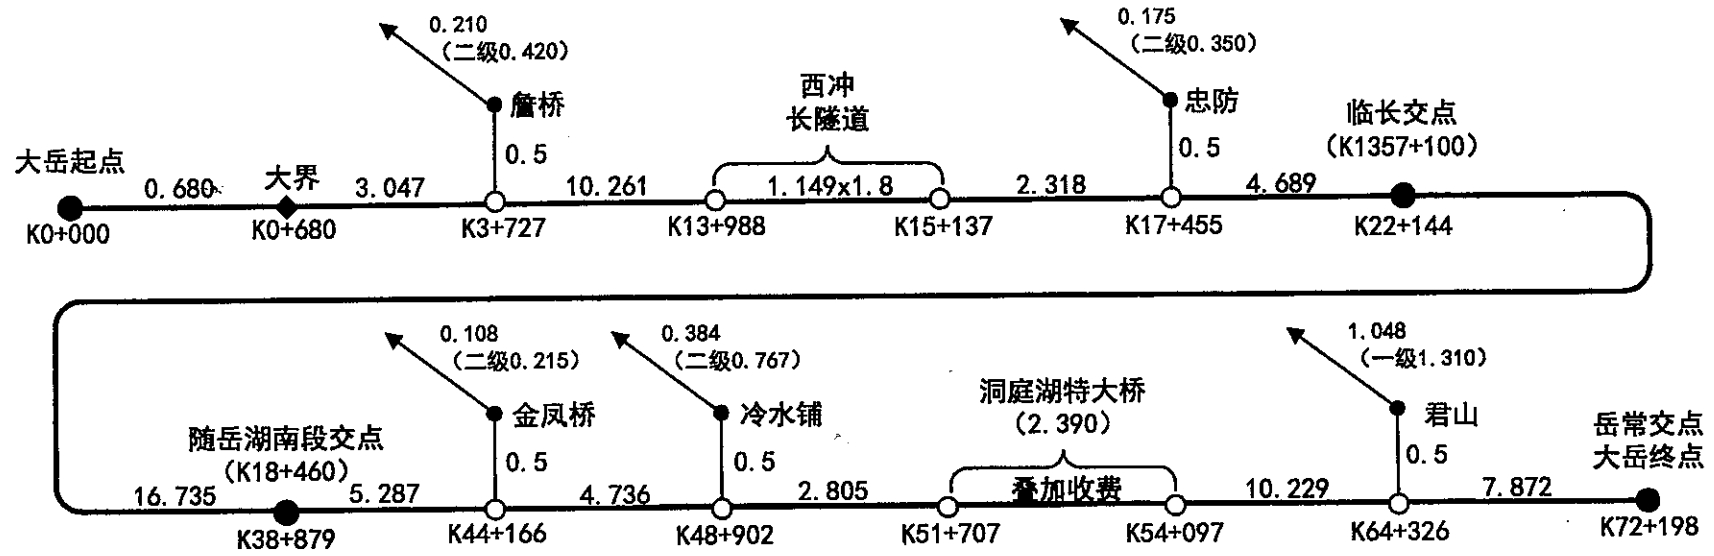 0.210
（二级0.420）
0.175
（二级0.350）
詹桥
西冲
长隧道
忠防
临长交点
(K1357+100)
大岳起点
0.5
0.5
0.680
大界
3.047
10.261
1.149x1.8
2.318
4.689
K0+000
K0+680
K3+727
K13+988
K15+137
K17+455
K22+144
0.108
（二级0.215）
0.384
（二级0.767）
1.048
（一级1.310）
洞庭湖特大桥
(2.390)
金凤桥
冷水铺
君山
岳常交点
大岳终点
随岳湖南段交点
(K18+460)
0.5
0.5
0.5
16.735
5.287
4.736
2.805
叠加收费
10.229
7.872
K38+879
K44+166
K48+902
K51+707
K54+097
K64+326
K72+198